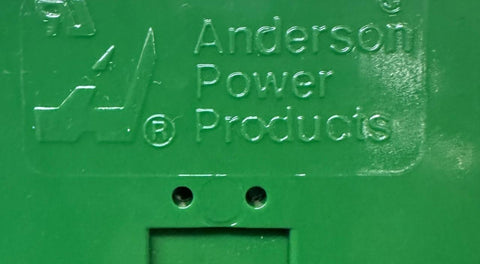 Anderson
Power
® Products